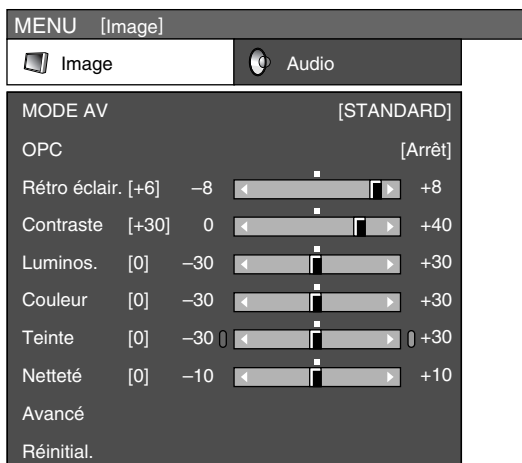 MENU [Image]
Image Audio
MODE AV [STANDARD]
OPC [Arrêt]
Rétro éclair. [+6] –8 +8
Contraste [+30] 0 +40
Luminos. [0] –30 +30
Couleur [0] –30 +30
Teinte [0] –30 +30
Netteté [0] –10 +10
Avancé
Réinitial.